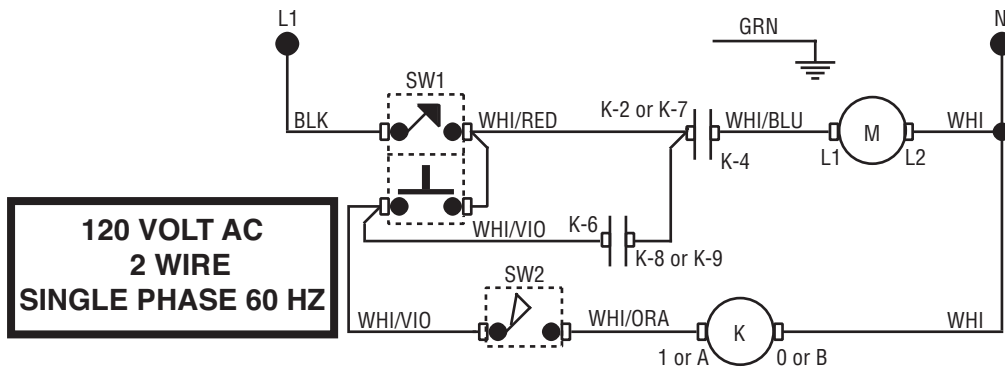 L1
N
GRN
SW1
BLK
WHI/RED
K-2 or K-7
WHI/BLU
K-4
L1
M
L2
WHI
WHI/VIO
K-6
K-8 or K-9
120 VOLT AC
2 WIRE
SINGLE PHASE 60 HZ
SW2
WHI/VIO
WHI/ORA
K
WHI
1 or A
0 or B